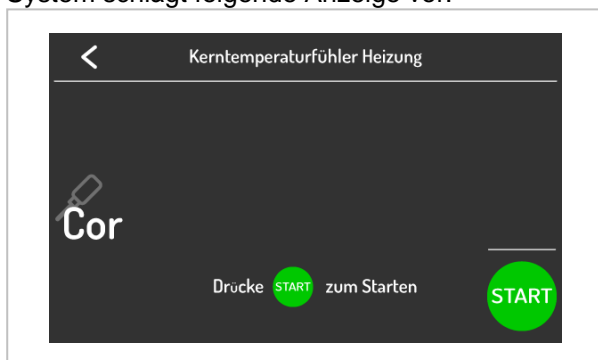 System schlägt folgende Anzeige vor:
Kerntemperaturfühler Heizung
Cor
Drücke START zum Starten
START